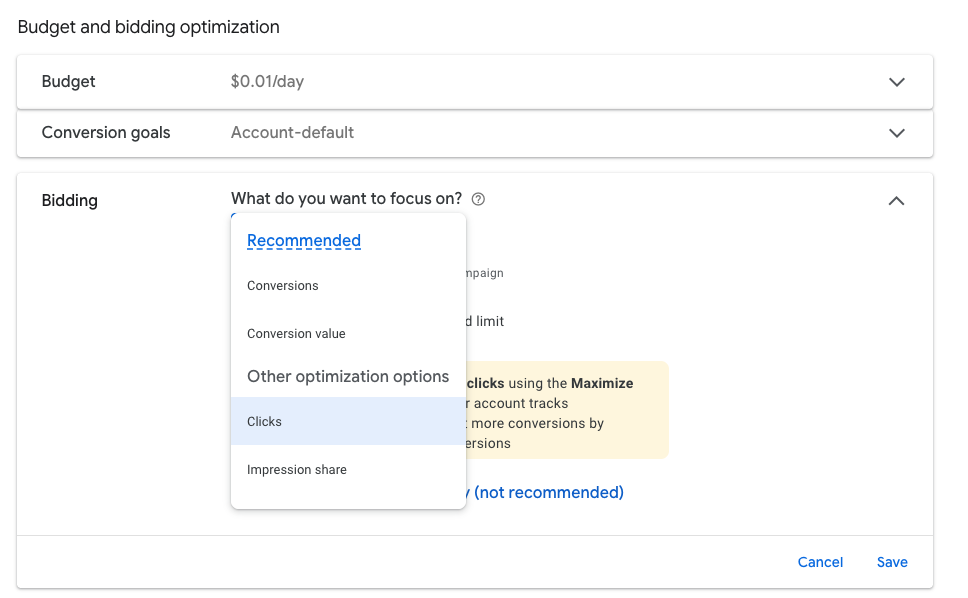 Budget and bidding optimization
Budget $0.01/day
Conversion goals Account-default
Bidding What do you want to focus on?
Recommended
Conversions
Conversion value
Other optimization options
Clicks
Impression share
d limit
clicks using the Maximize
account tracks
more conversions by
(not recommended)
Cancel Save